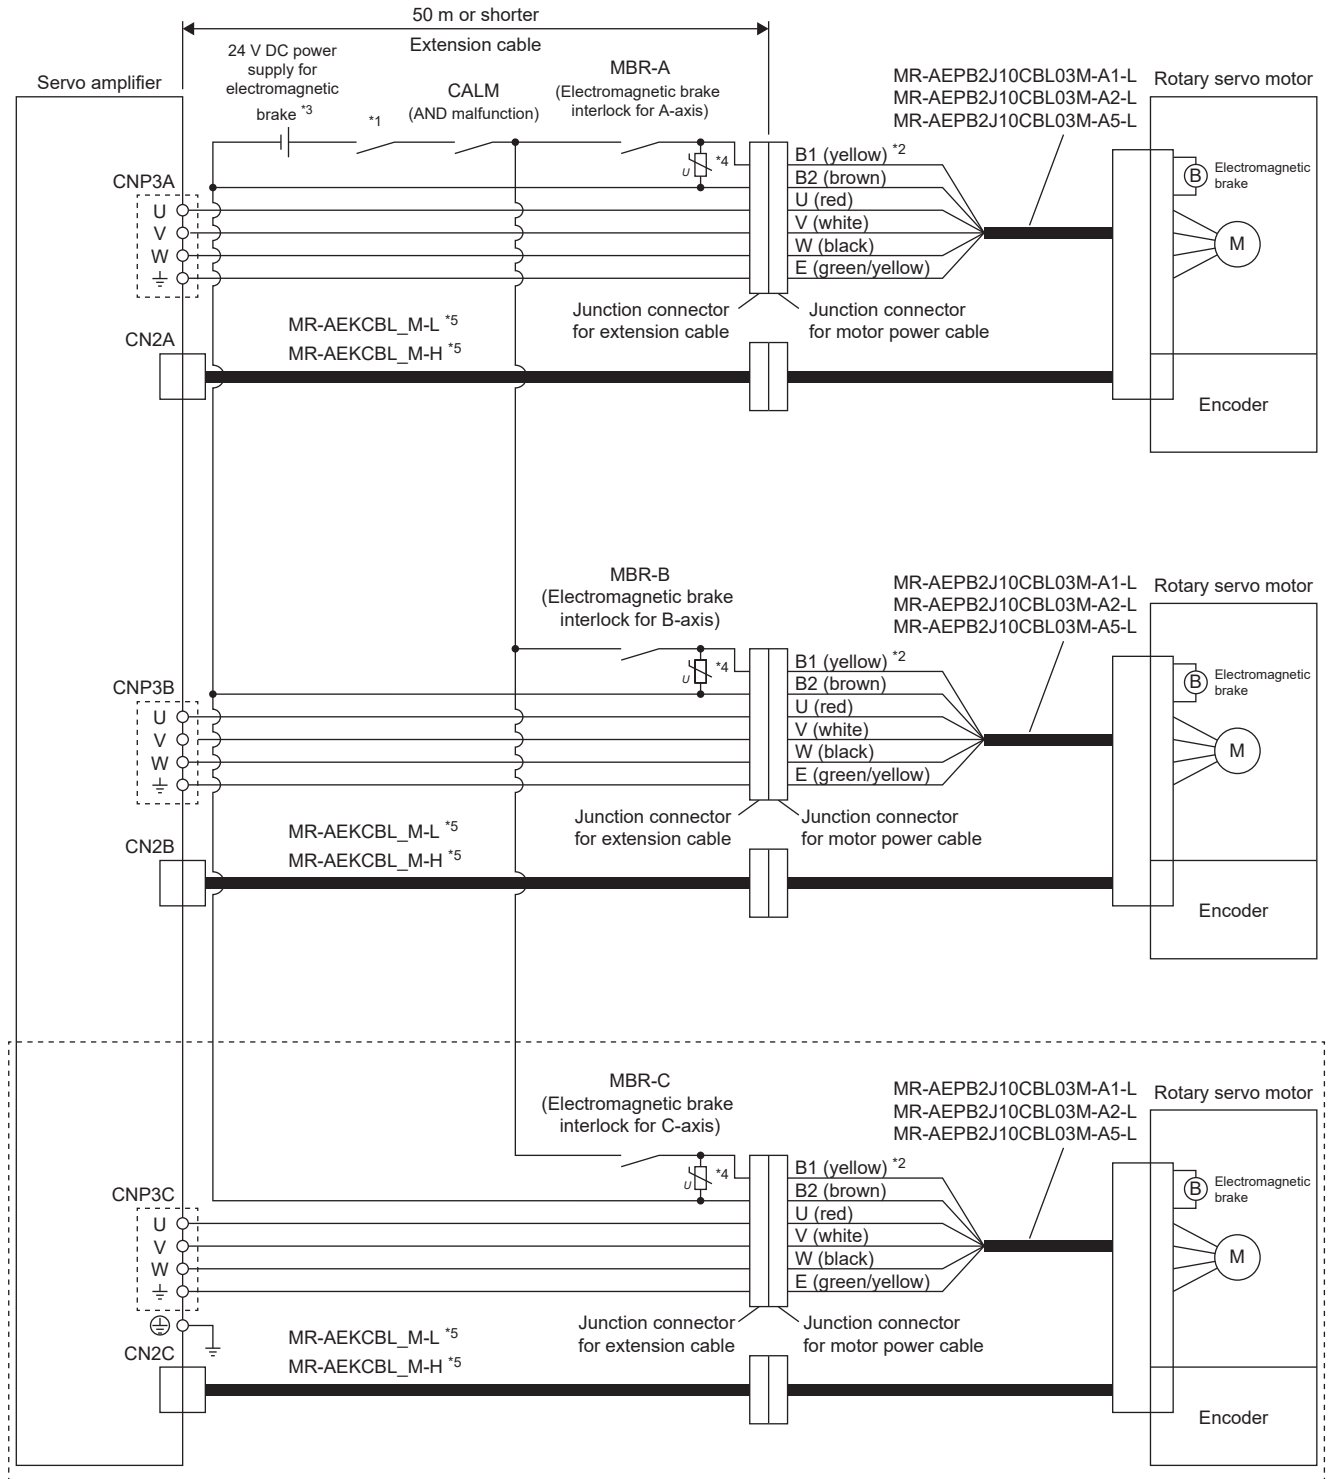 50 m or shorter
Extension cable
24 V DC power
supply for
electromagnetic
brake *3
*1
CALM
(AND malfunction)
MBR-A
(Electromagnetic brake
interlock for A-axis)
MR-AEPB2J10CBL03M-A1-L
MR-AEPB2J10CBL03M-A2-L
MR-AEPB2J10CBL03M-A5-L
Servo amplifier
Rotary servo motor
U
*4
B1 (yellow) *2
B2 (brown)
U (red)
V (white)
W (black)
E (green/yellow)
B
Electromagnetic
brake
M
CNP3A
U
V
W
Junction connector
for extension cable
Junction connector
for motor power cable
CN2A
MR-AEKCBL_M-L *5
MR-AEKCBL_M-H *5
Encoder
MBR-B
(Electromagnetic brake
interlock for B-axis)
MR-AEPB2J10CBL03M-A1-L
MR-AEPB2J10CBL03M-A2-L
MR-AEPB2J10CBL03M-A5-L
Rotary servo motor
U
*4
B1 (yellow) *2
B2 (brown)
U (red)
V (white)
W (black)
E (green/yellow)
B
Electromagnetic
brake
M
CNP3B
U
V
W
Junction connector
for extension cable
Junction connector
for motor power cable
CN2B
MR-AEKCBL_M-L *5
MR-AEKCBL_M-H *5
Encoder
MBR-C
(Electromagnetic brake
interlock for C-axis)
MR-AEPB2J10CBL03M-A1-L
MR-AEPB2J10CBL03M-A2-L
MR-AEPB2J10CBL03M-A5-L
Rotary servo motor
U
*4
B1 (yellow) *2
B2 (brown)
U (red)
V (white)
W (black)
E (green/yellow)
B
Electromagnetic
brake
M
CNP3C
U
V
W
Junction connector
for extension cable
Junction connector
for motor power cable
CN2C
MR-AEKCBL_M-L *5
MR-AEKCBL_M-H *5
Encoder